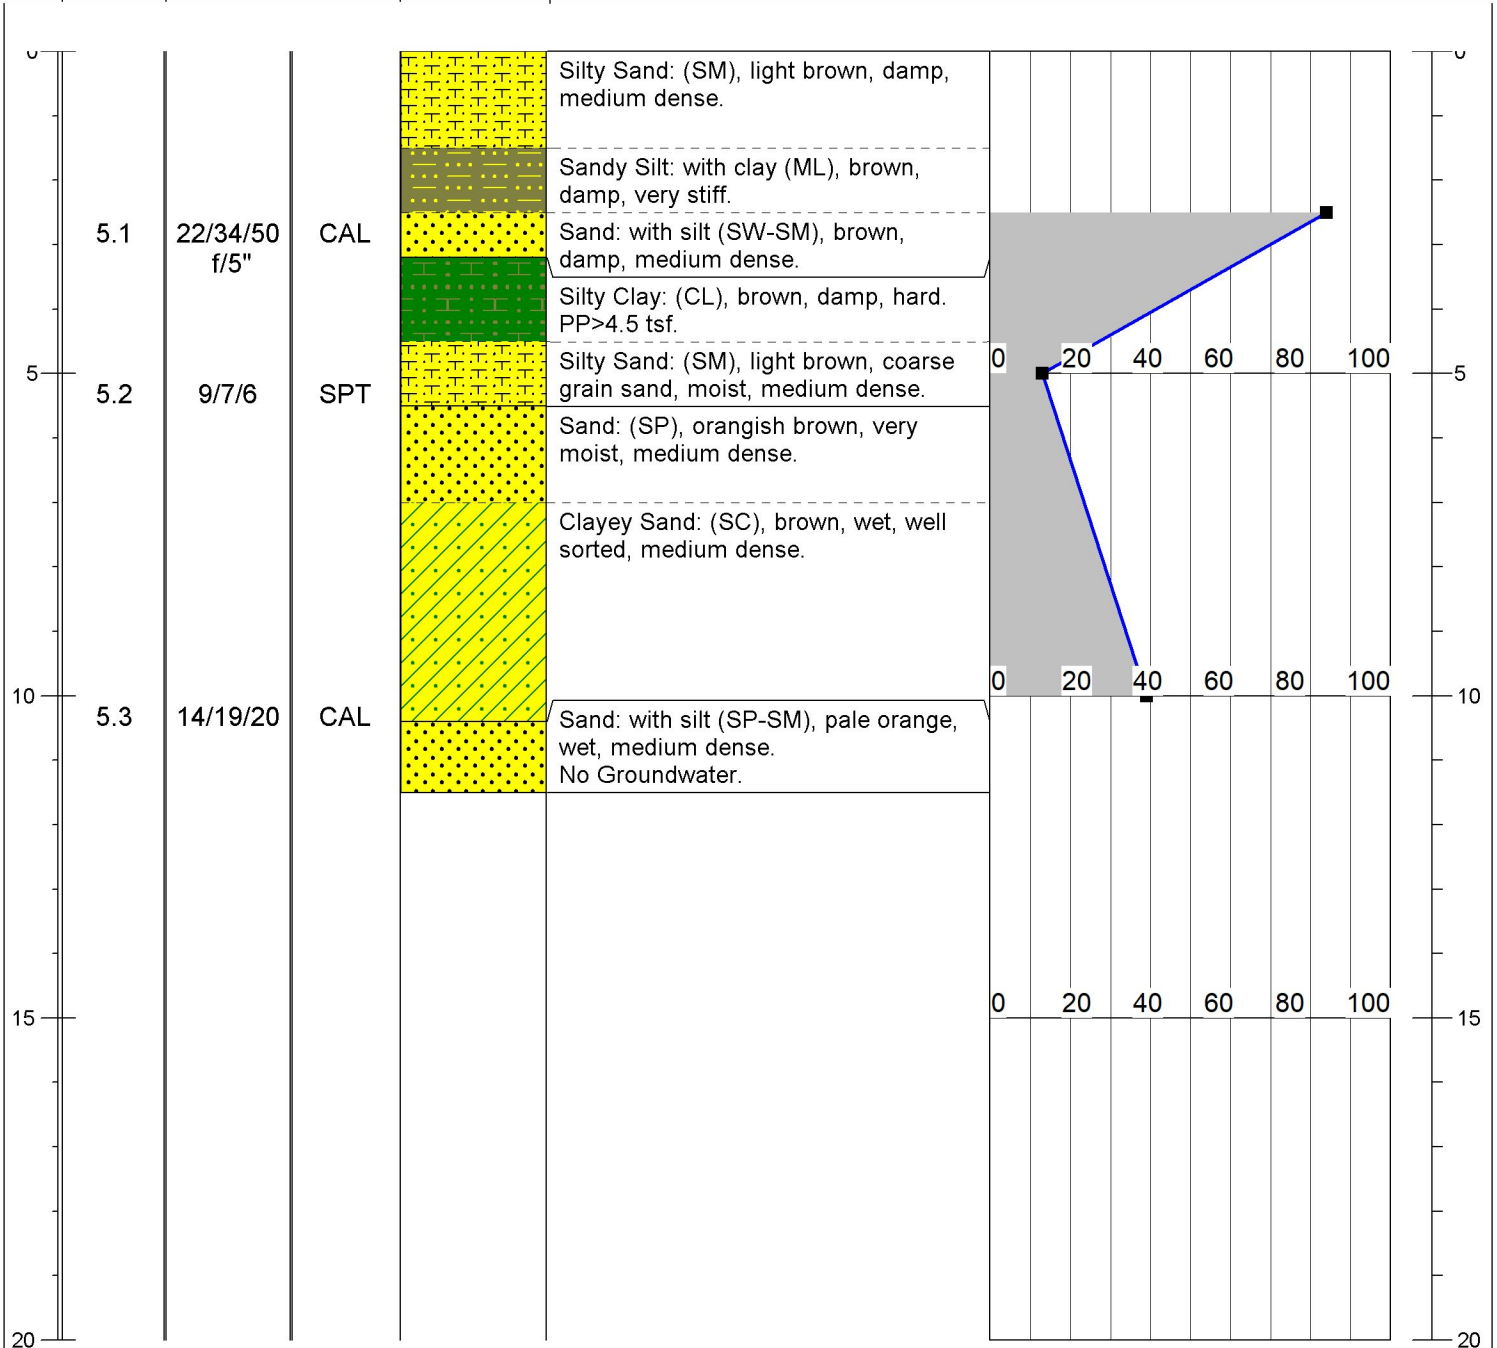 0
0
Silty Sand: (SM), light brown, damp,
medium dense.
Sandy Silt: with clay (ML), brown,
damp, very stiff.
5.1 22/34/50 CAL
f/5"
Sand: with silt (SW-SM), brown,
damp, medium dense.
Silty Clay: (CL), brown, damp, hard.
PP>4.5 tsf.
0 20 40 60 80 100
5
5
Silty Sand: (SM), light brown, coarse
grain sand, moist, medium dense.
5.2 9/7/6 SPT
Sand: (SP), orangish brown, very
moist, medium dense.
Clayey Sand: (SC), brown, wet, well
sorted, medium dense.
0 20 40 60 80 100
10
10
5.3 14/19/20 CAL
Sand: with silt (SP-SM), pale orange,
wet, medium dense.
No Groundwater.
0 20 40 60 80 100
15
15
20
20